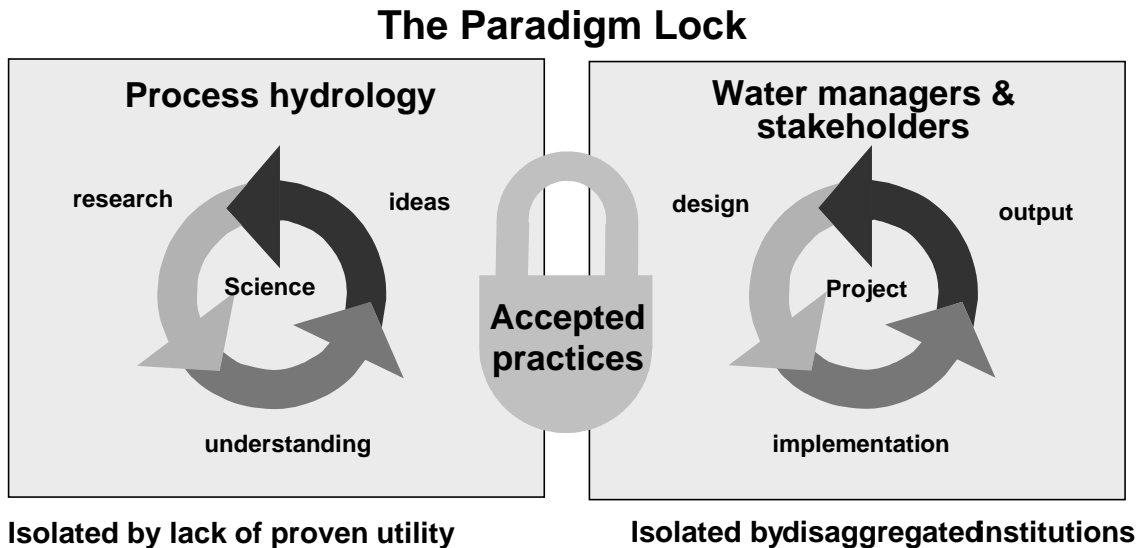 The Paradigm Lock
Process hydrology
research
ideas
Science
understanding
Accepted
practices
Water managers &
stakeholders
design
output
Project
implementation
Isolated by lack of proven utility
Isolated bydisaggregatedinstitutions